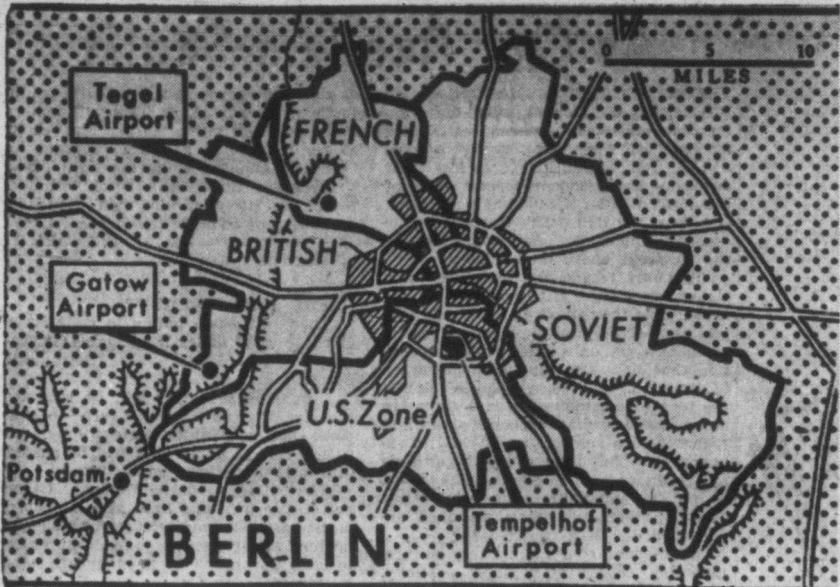 0 5 10
MILES
Tegel
Airport
FRENCH
BRITISH
Gatow
Airport
SOVIET
U.S.Zone
Potsdam
BERLIN
Tempelhof
Airport